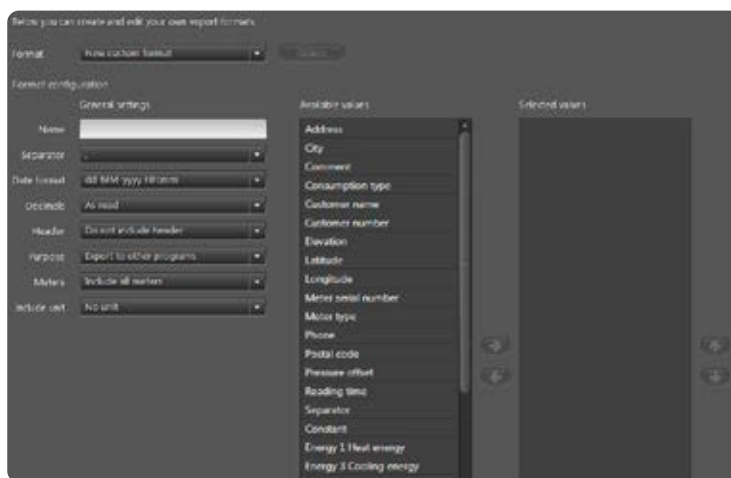 Below you can create and edit your own export formats
Format New custom format
Format configuration
General settings Available values Selected values
Name
Separator
Date format dd MM yyyy HH:mm
Decimals As read
Header Do not include header
Purpose Export to other programs
Meters Include all meters
Include unit No unit
Address
City
Comment
Consumption type
Customer name
Customer number
Elevation
Latitude
Longitude
Meter serial number
Meter type
Phone
Postal code
Pressure offset
Reading time
Separator
Constant
Energy 1 Heat energy
Energy 3 Cooling energy